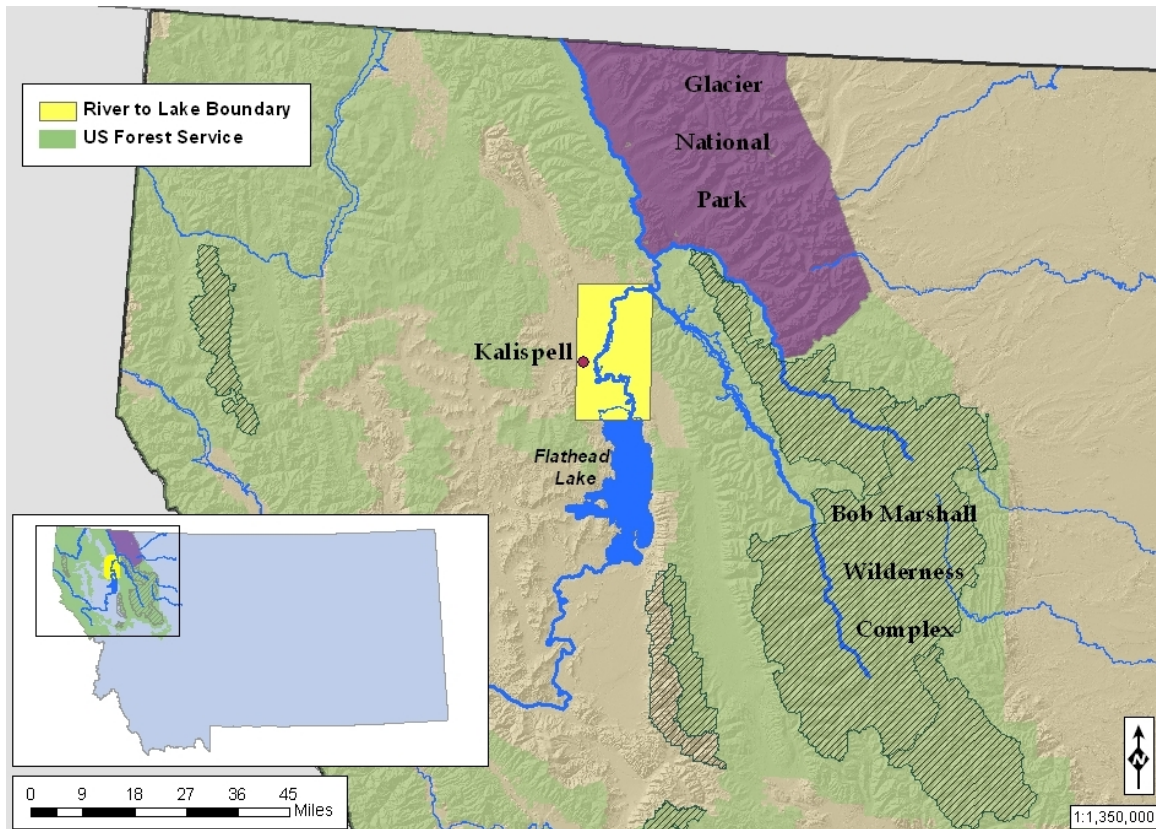 River to Lake Boundary
US Forest Service
Glacier
National
Park
Kalispell
Flathead
Lake
Bob Marshall
Wilderness
Complex
0 9 18 27 36 45
Miles
N
1:1,350,000